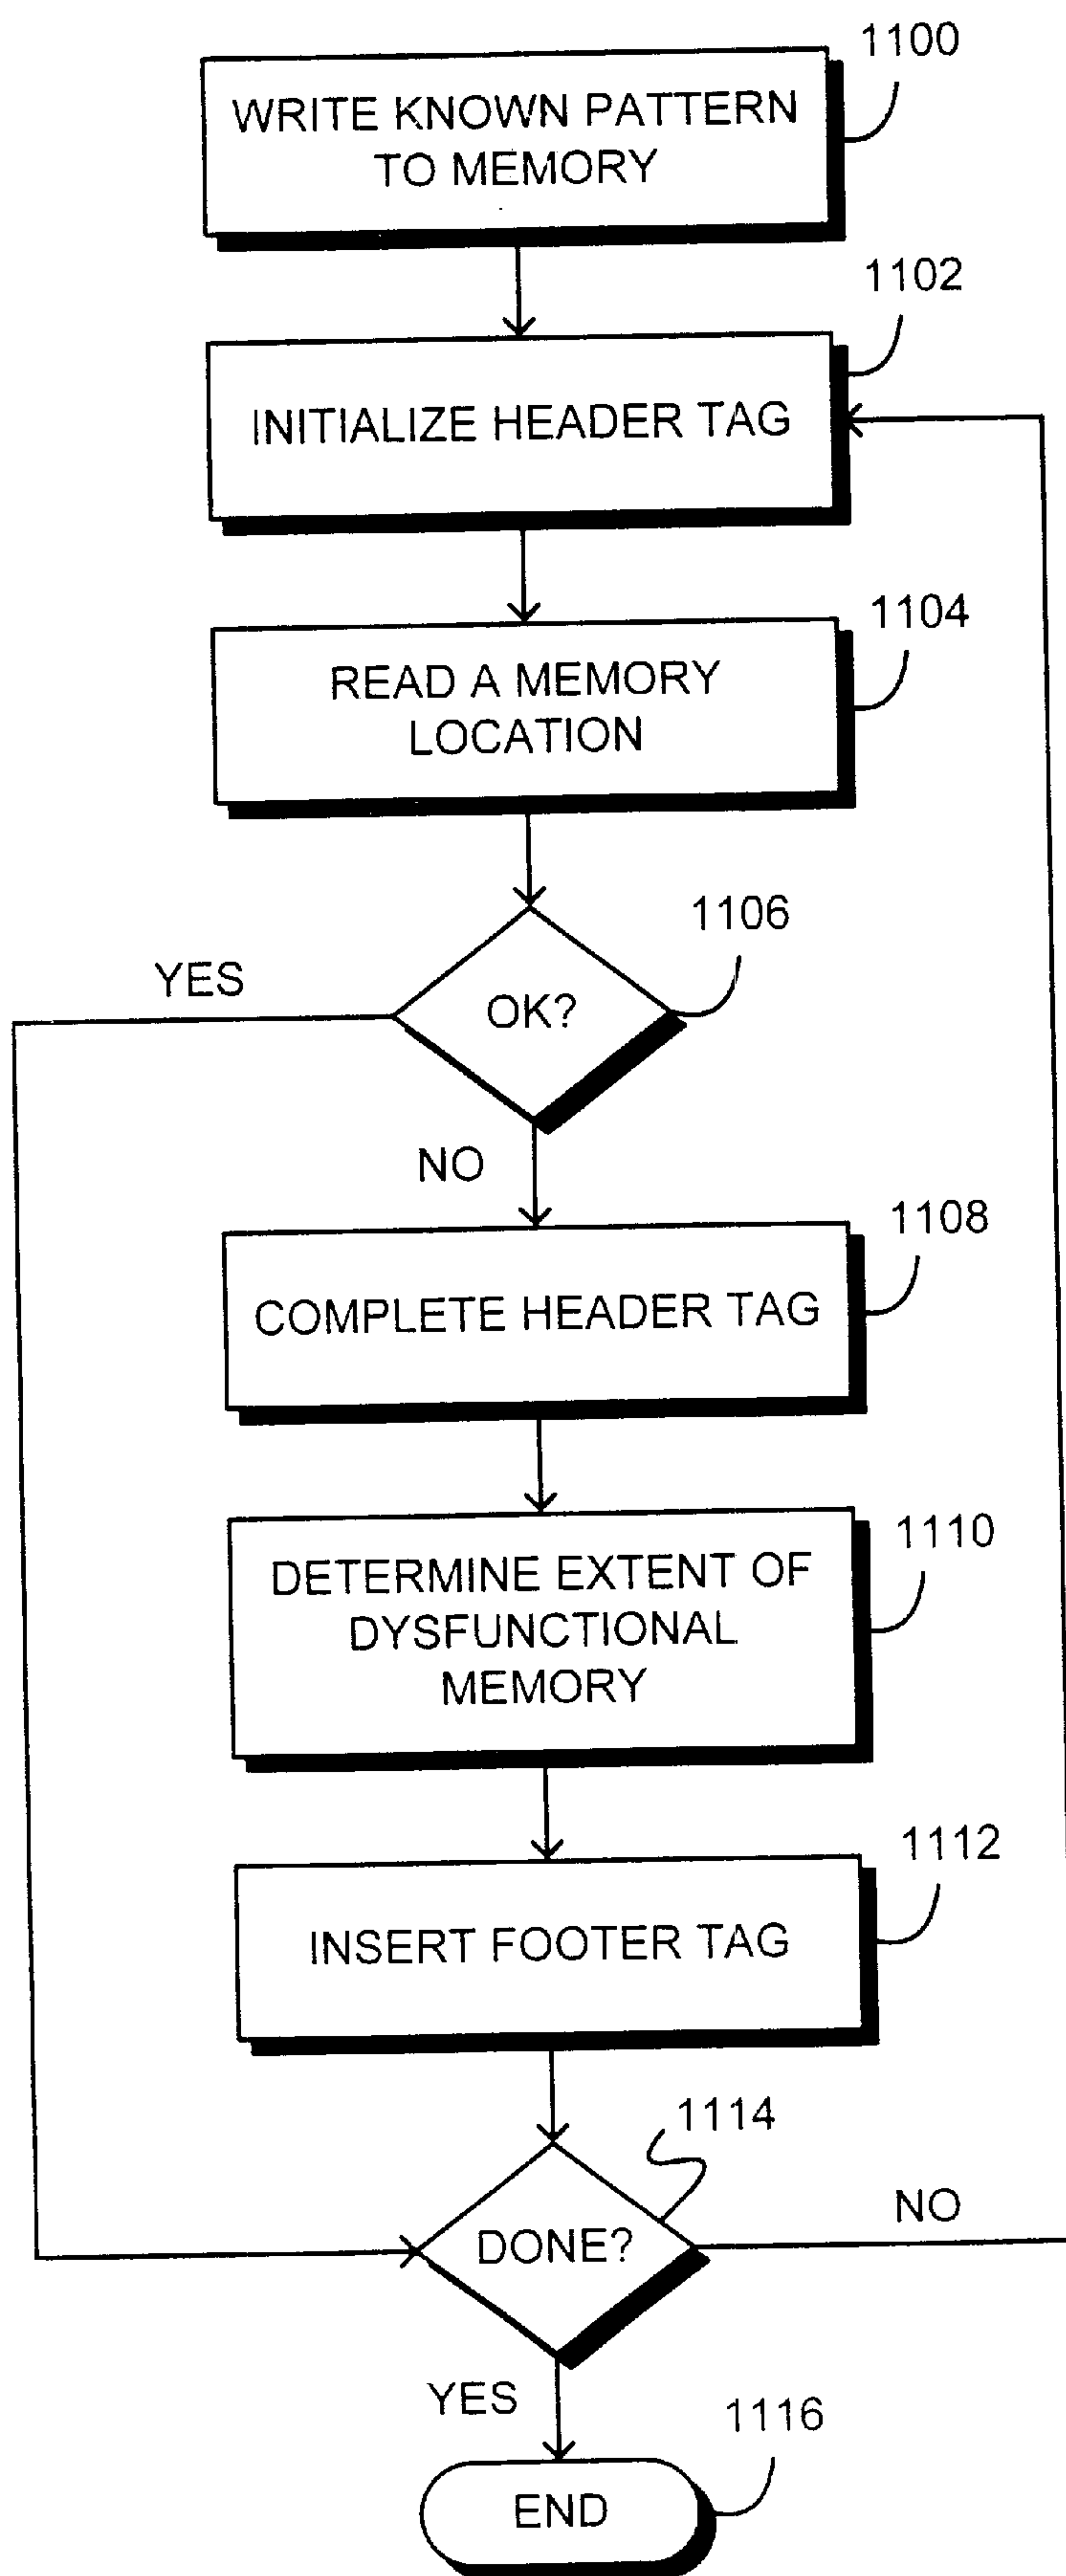 1100
WRITE KNOWN PATTERN
TO MEMORY
1102
INITIALIZE HEADER TAG
1104
READ A MEMORY
LOCATION
1106
YES
OK?
NO
1108
COMPLETE HEADER TAG
1110
DETERMINE EXTENT OF
DYSFUNCTIONAL
MEMORY
1112
INSERT FOOTER TAG
1114
NO
DONE?
YES
1116
END